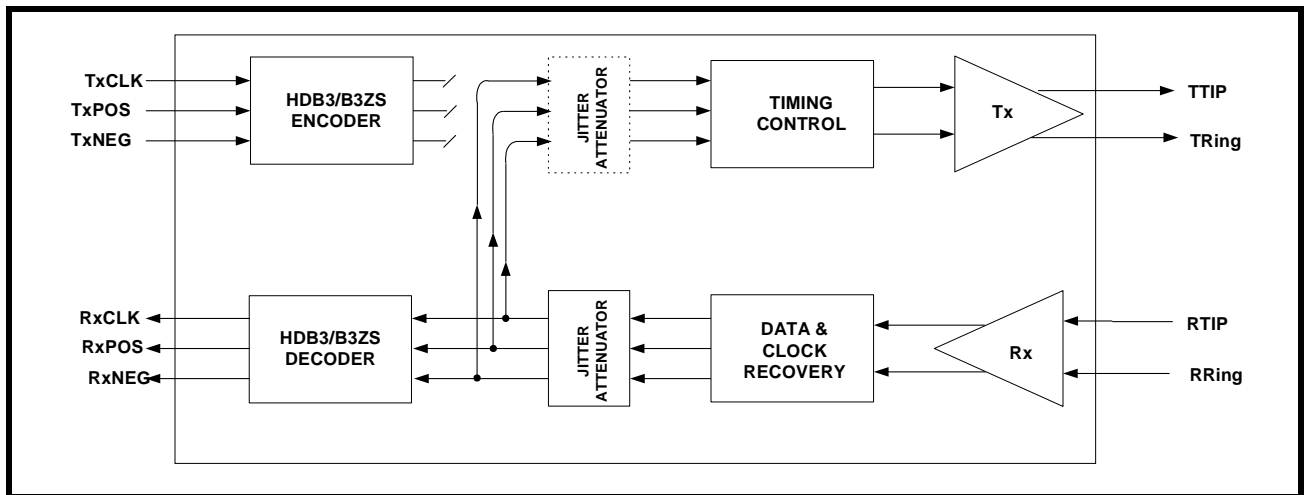 TxCLK
TxPOS
TxNEG
HDB3/B3ZS
ENCODER
JITTER
ATTENUATOR
TIMING
CONTROL
Tx
TTIP
TRing
RxCLK
RxPOS
RxNEG
HDB3/B3ZS
DECODER
JITTER
ATTENUATOR
DATA &
CLOCK
RECOVERY
Rx
RTIP
RRing